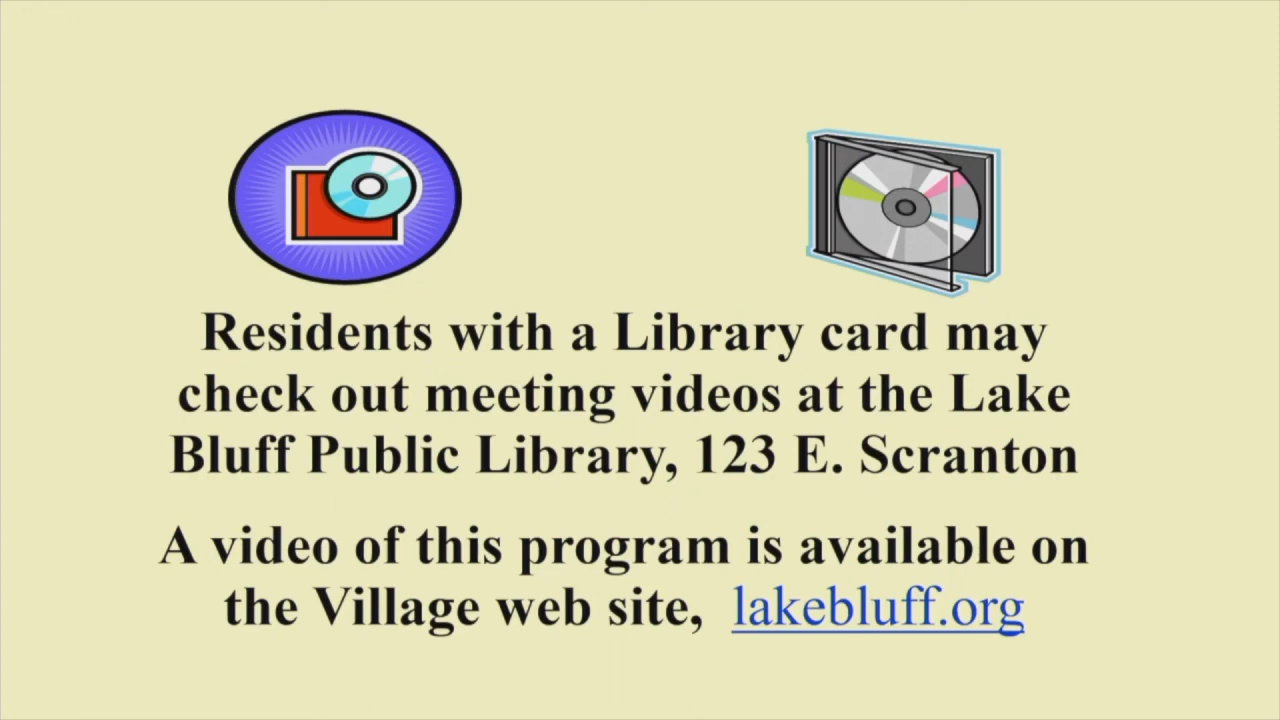 Residents with a Library card may
check out meeting videos at the Lake
Bluff Public Library, 123 E. Scranton
A video of this program is available on
the Village web site, lakebluff.org